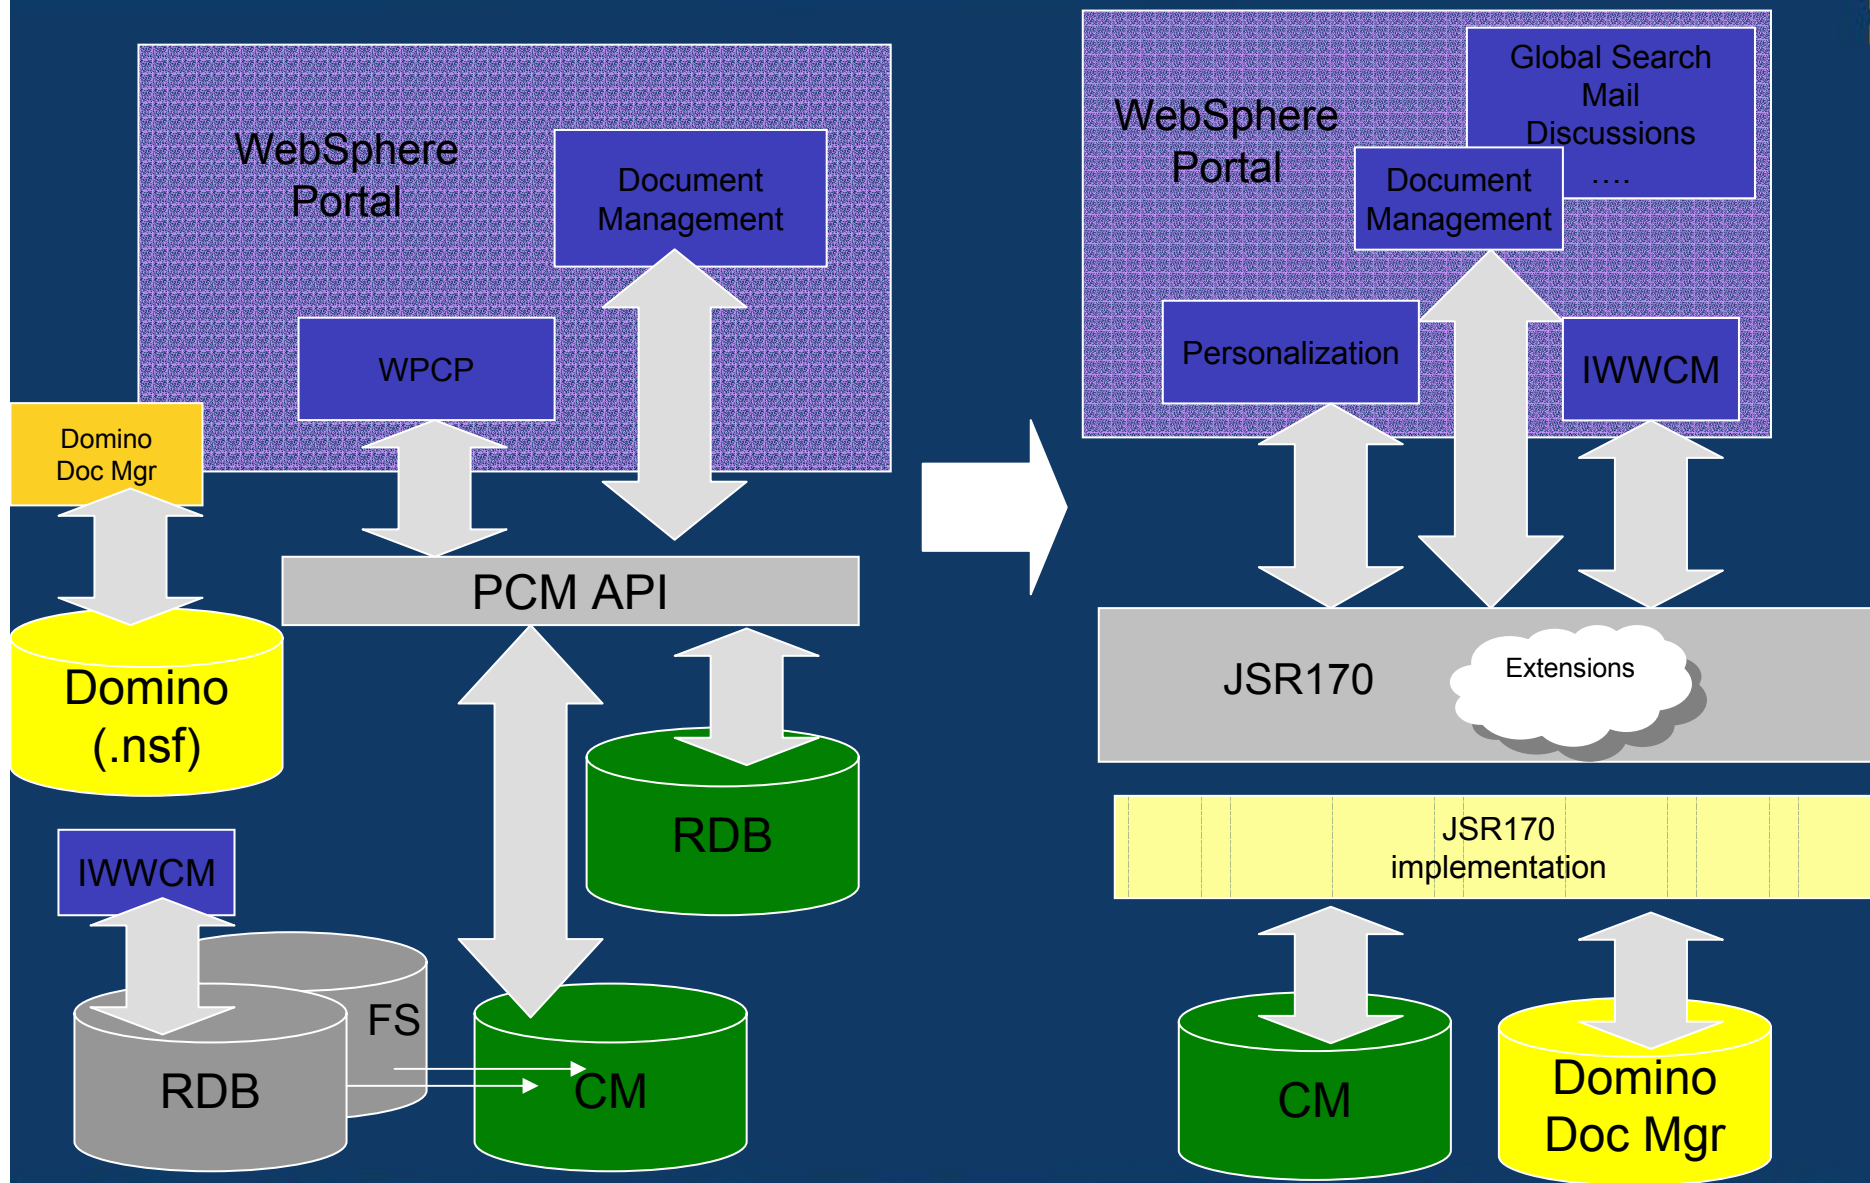 WebSphere
Portal
Document
Management
WPCP
Domino
Doc Mgr
PCM API
Domino
(.nsf)
RDB
IWWCM
FS
RDB
CM
WebSphere
Portal
Global Search
Mail
Discussions
....
Document
Management
Personalization
IWWCM
JSR170
Extensions
JSR170
implementation
CM
Domino
Doc Mgr